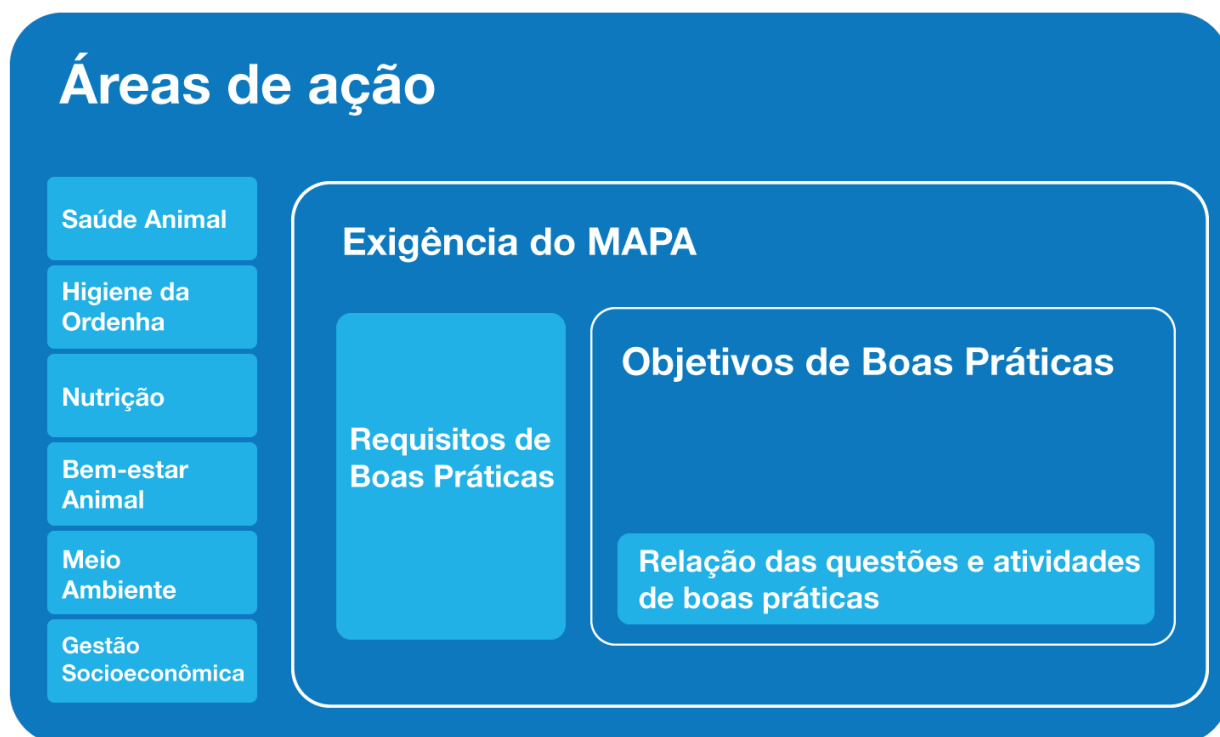 Áreas de ação
Saúde Animal
Higiene da
Ordenha
Nutrição
Bem-estar
Animal
Meio
Ambiente
Gestão
Socioeconômica
Exigência do MAPA
Requisitos de
Boas Práticas
Objetivos de Boas Práticas
Relação das questões e atividades
de boas práticas